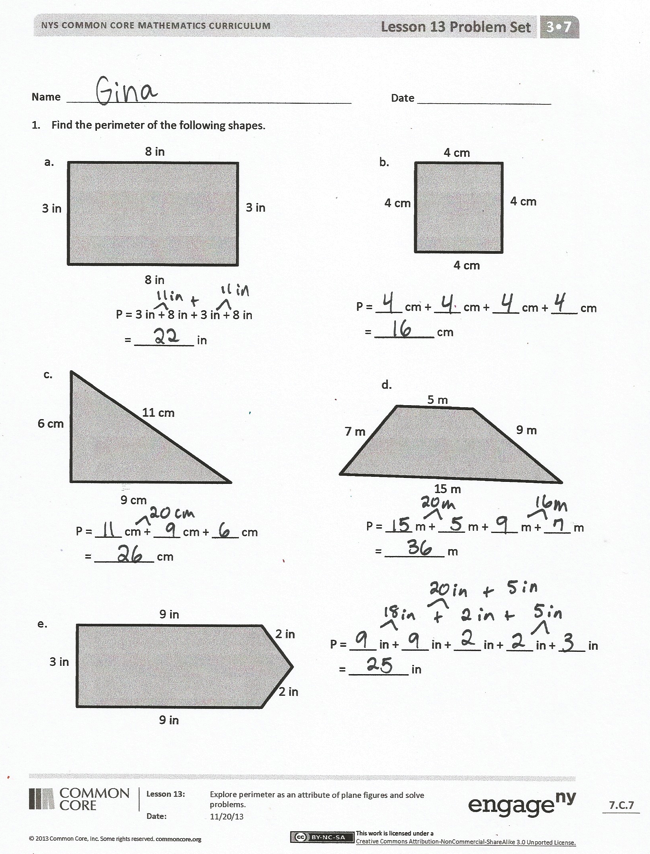 NYS COMMON CORE MATHEMATICS CURRICULUM Lesson 13 Problem Set 3•7
Name Gina Date
1. Find the perimeter of the following shapes.
a.
8 in
3 in 3 in
8 in
11in + 11in
P = 3 in + 8 in + 3 in + 8 in
= 22 in
b.
4 cm
4 cm 4 cm
4 cm
P = 4 cm + 4 cm + 4 cm + 4 cm
= 16 cm
c.
6 cm 11 cm
9 cm
20cm
P = 11 cm + 9 cm + 6 cm
= 26 cm
d.
5 m
7 m 9 m
15 m
20m 16m
P = 15 m + 5 m + 9 m + 7 m
= 36 m
e.
9 in
2 in
3 in
2 in
9 in
20in + 5in
18in + 2in + 5in
P = 9 in + 9 in + 2 in + 2 in + 3 in
= 25 in
COMMON CORE
Lesson 13: Explore perimeter as an attribute of plane figures and solve
problems.
Date: 11/20/13
engageny
7.C.7
© 2013 Common Core, Inc. Some rights reserved. commoncore.org
CC BY-NC-SA
This work is licensed under a
Creative Commons Attribution-NonCommercial-ShareAlike 3.0 Unported License.